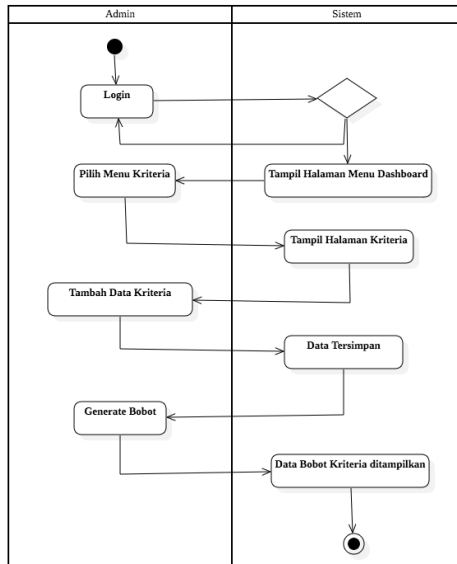 Admin
Sistem
Login
Tampil Halaman Menu Dashboard
Pilih Menu Kriteria
Tampil Halaman Kriteria
Tambah Data Kriteria
Data Tersimpan
Generate Bobot
Data Bobot Kriteria ditampilkan